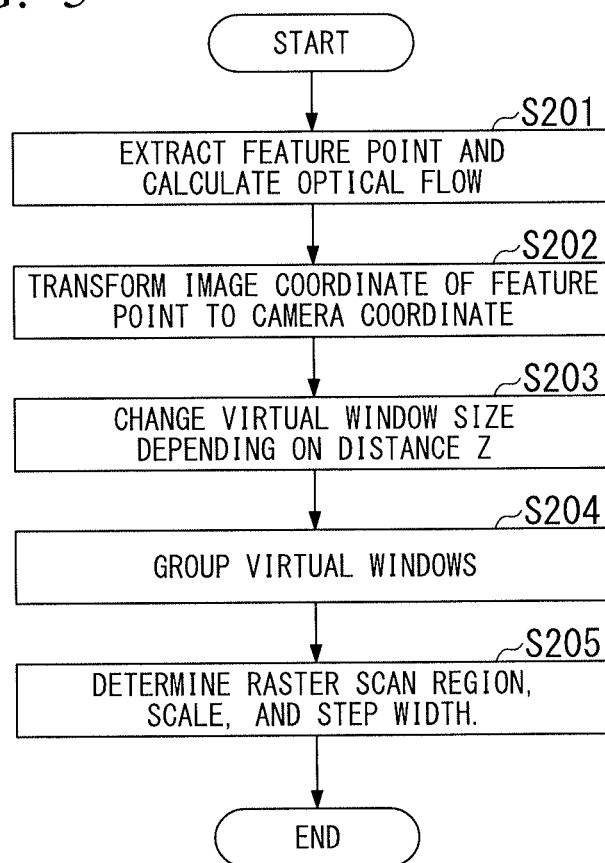 START
S201
EXTRACT FEATURE POINT AND
CALCULATE OPTICAL FLOW
S202
TRANSFORM IMAGE COORDINATE OF FEATURE
POINT TO CAMERA COORDINATE
S203
CHANGE VIRTUAL WINDOW SIZE
DEPENDING ON DISTANCE Z
S204
GROUP VIRTUAL WINDOWS
S205
DETERMINE RASTER SCAN REGION,
SCALE, AND STEP WIDTH.
END